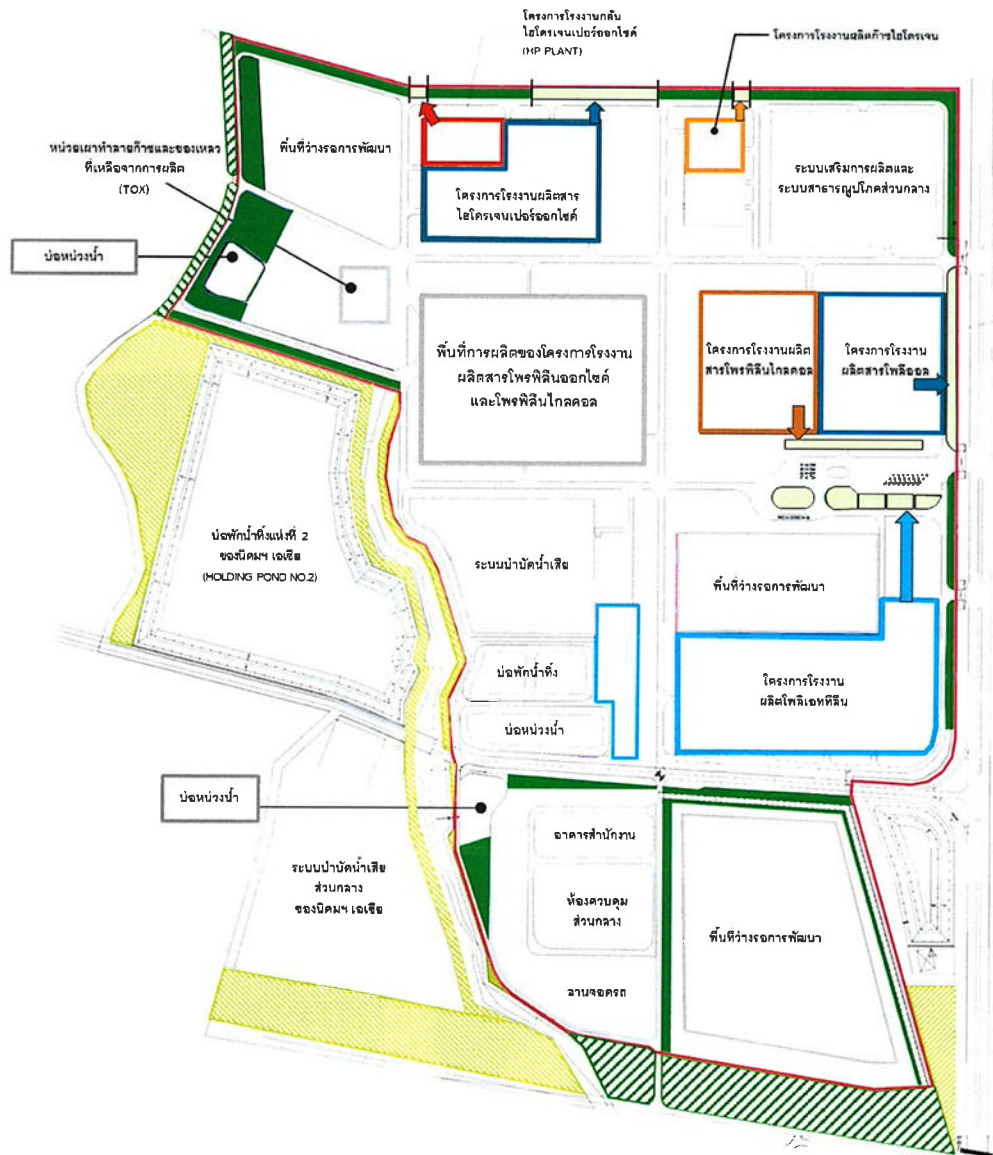 โครงการโรงงานกลั่น
ไฮโดรเจนเปอร์ออกไซด์
(HP PLANT)
โครงการโรงงานผลิตก๊าซไฮโดรเจน
หน่วยเผาทำลายก๊าซและของเหลว
ที่เหลือจากการผลิต
(TOX)
พื้นที่ว่างรอการพัฒนา
โครงการโรงงานผลิตสาร
ไฮโดรเจนเปอร์ออกไซด์
ระบบเสริมการผลิตและ
ระบบสาธารณูปโภคส่วนกลาง
บ่อหน่วงน้ำ
พื้นที่การผลิตของโครงการโรงงาน
ผลิตสารโพรพิลีนออกไซด์
และโพรพิลีนไกลคอล
โครงการโรงงานผลิต
สารโพรพิลีนไกลคอล
โครงการโรงงาน
ผลิตสารโพลีออล
บ่อพักน้ำทิ้งแห่งที่ 2
ของนิคมฯ เอเชีย
(HOLDING POND NO.2)
ระบบบำบัดน้ำเสีย
พื้นที่ว่างรอการพัฒนา
บ่อพักน้ำทิ้ง
บ่อหน่วงน้ำ
โครงการโรงงาน
ผลิตโพลิเอททีลีน
บ่อหน่วงน้ำ
ระบบบำบัดน้ำเสีย
ส่วนกลาง
ของนิคมฯ เอเชีย
อาคารสำนักงาน
ห้องควบคุม
ส่วนกลาง
ลานจอดรถ
พื้นที่ว่างรอการพัฒนา